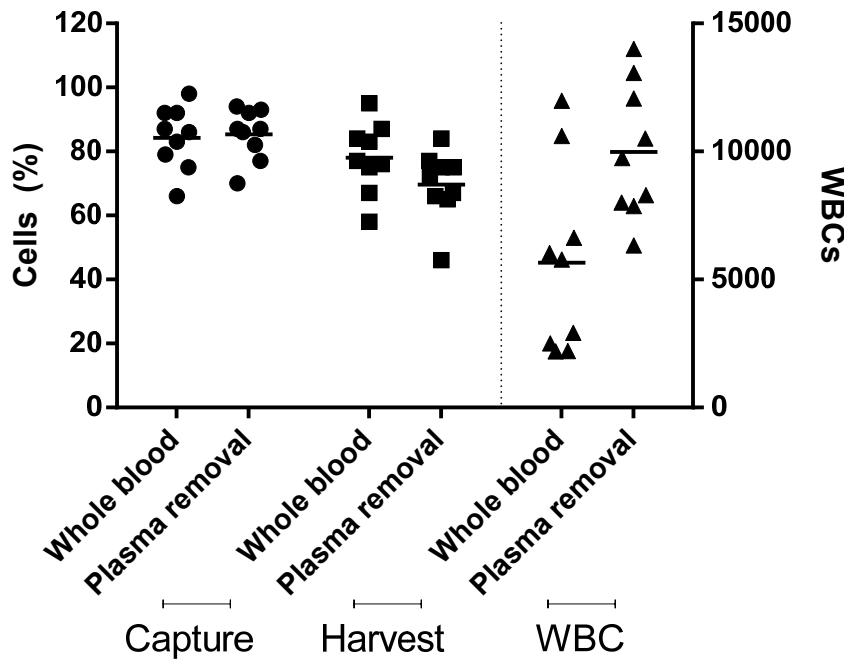 120
100
80
60
40
20
0
Cells (%)
15000
10000
5000
0
WBCs
Whole blood
Plasma removal
Whole blood
Plasma removal
Whole blood
Plasma removal
Capture
Harvest
WBC